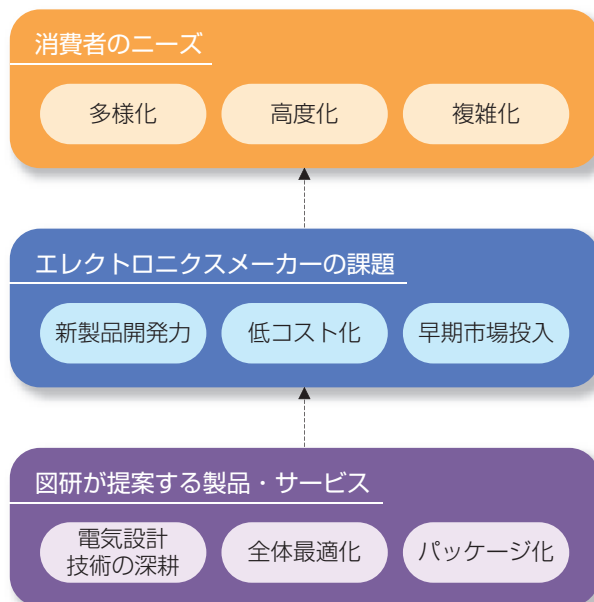 消費者のニーズ
多様化
高度化
複雑化
エレクトロニクスメーカーの課題
新製品開発力
低コスト化
早期市場投入
図研が提案する製品・サービス
電気設計
技術の深耕
全体最適化
パッケージ化